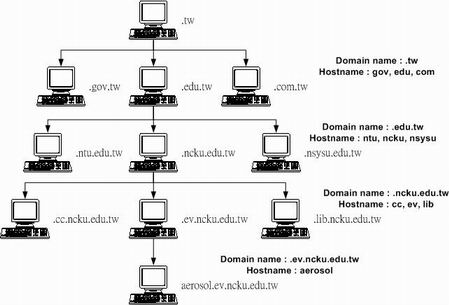 .tw
Domain name : .tw
Hostname : gov, edu, com
.gov.tw
.edu.tw
.com.tw
Domain name : .edu.tw
Hostname : ntu, ncku, nsysu
.ntu.edu.tw
.ncku.edu.tw
.nsysu.edu.tw
Domain name : .ncku.edu.tw
Hostname : cc, ev, lib
.cc.ncku.edu.tw
.ev.ncku.edu.tw
.lib.ncku.edu.tw
Domain name : .ev.ncku.edu.tw
Hostname : aerosol
aerosol.ev.ncku.edu.tw